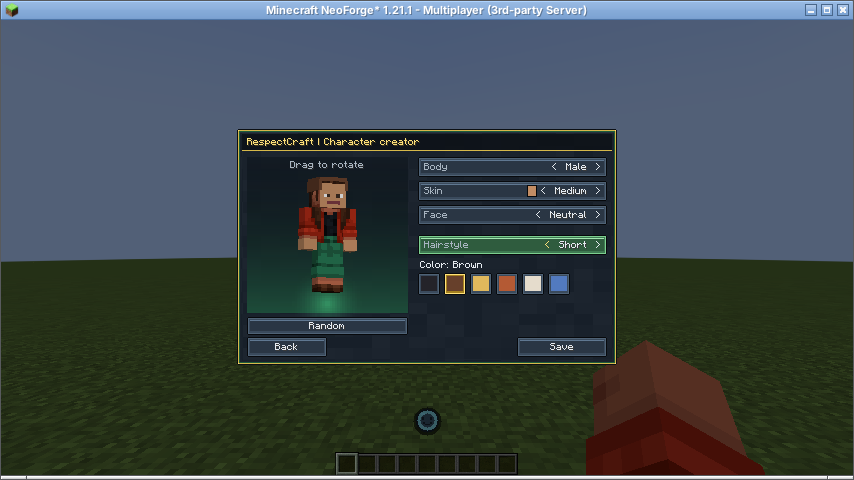 Minecraft NeoForge* 1.21.1 - Multiplayer (3rd-party Server)
RespectCraft | Character creator
Drag to rotate
Body < Male >
Skin < Medium >
Face < Neutral >
Hairstyle < Short >
Color: Brown
Random
Back
Save